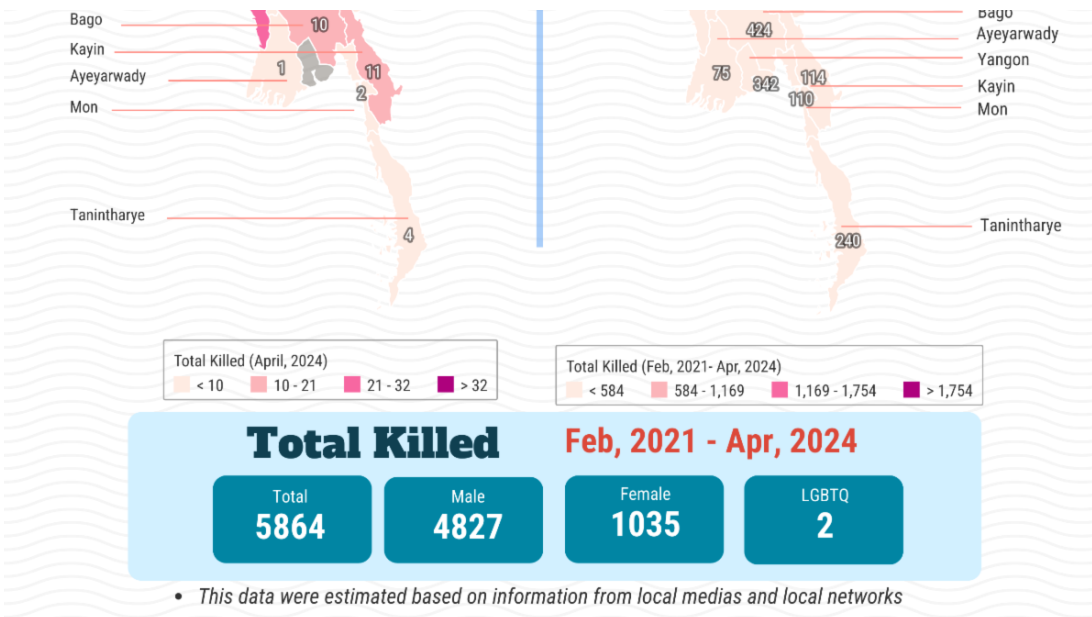 Bago
10
Kayin
11
Ayeyarwady
1
2
Mon
Tanintharye
4
Bago
424
Ayeyarwady
Yangon
75
342
114
Kayin
110
Mon
Tanintharye
240
Total Killed (April, 2024)
< 10 10 - 21 21 - 32 > 32
Total Killed (Feb, 2021- Apr, 2024)
< 584 584 - 1,169 1,169 - 1,754 > 1,754
Total Killed Feb, 2021 - Apr, 2024
Total
5864
Male
4827
Female
1035
LGBTQ
2
• This data were estimated based on information from local medias and local networks